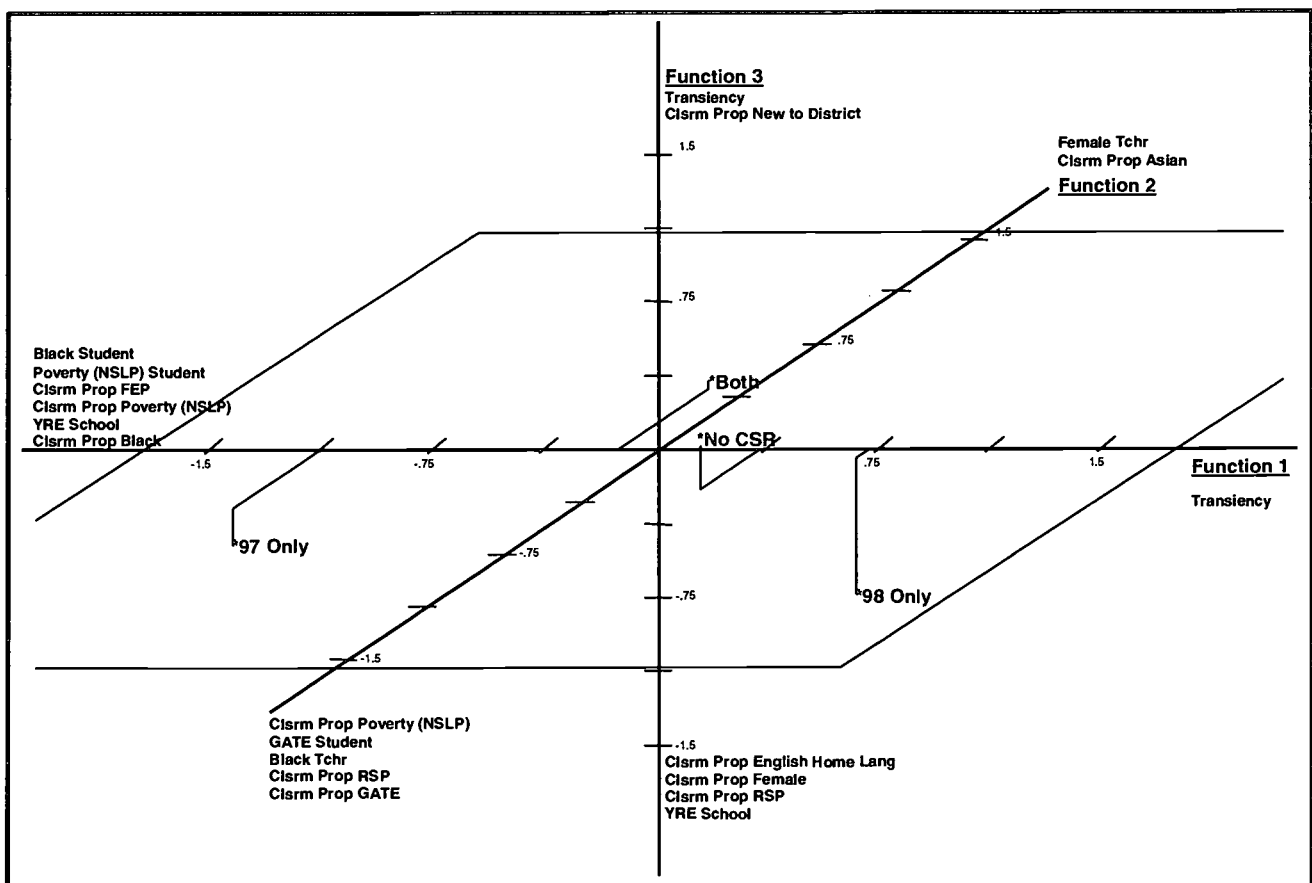 Function 3
Transiency
Clsrm Prop New to District
1.5
Female Tchr
Clsrm Prop Asian
Function 2
1.5
.75
.75
Black Student
Poverty (NSLP) Student
Clsrm Prop FEP
Clsrm Prop Poverty (NSLP)
YRE School
Clsrm Prop Black
*Both
*No CSR
-1.5
-.75
.75
1.5
Function 1
Transiency
*97 Only
-.75
-.75
*98 Only
-1.5
Clsrm Prop Poverty (NSLP)
GATE Student
Black Tchr
Clsrm Prop RSP
Clsrm Prop GATE
-1.5
Clsrm Prop English Home Lang
Clsrm Prop Female
Clsrm Prop RSP
YRE School